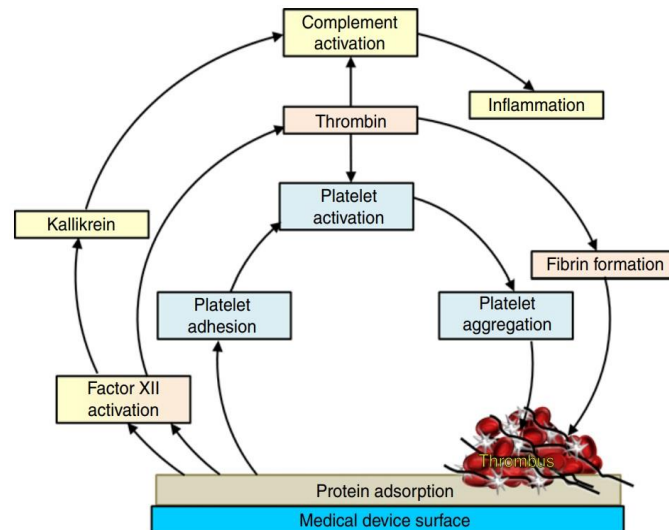 Complement
activation
Inflammation
Thrombin
Platelet
activation
Kallikrein
Fibrin formation
Platelet
adhesion
Platelet
aggregation
Factor XII
activation
Thrombus
Protein adsorption
Medical device surface